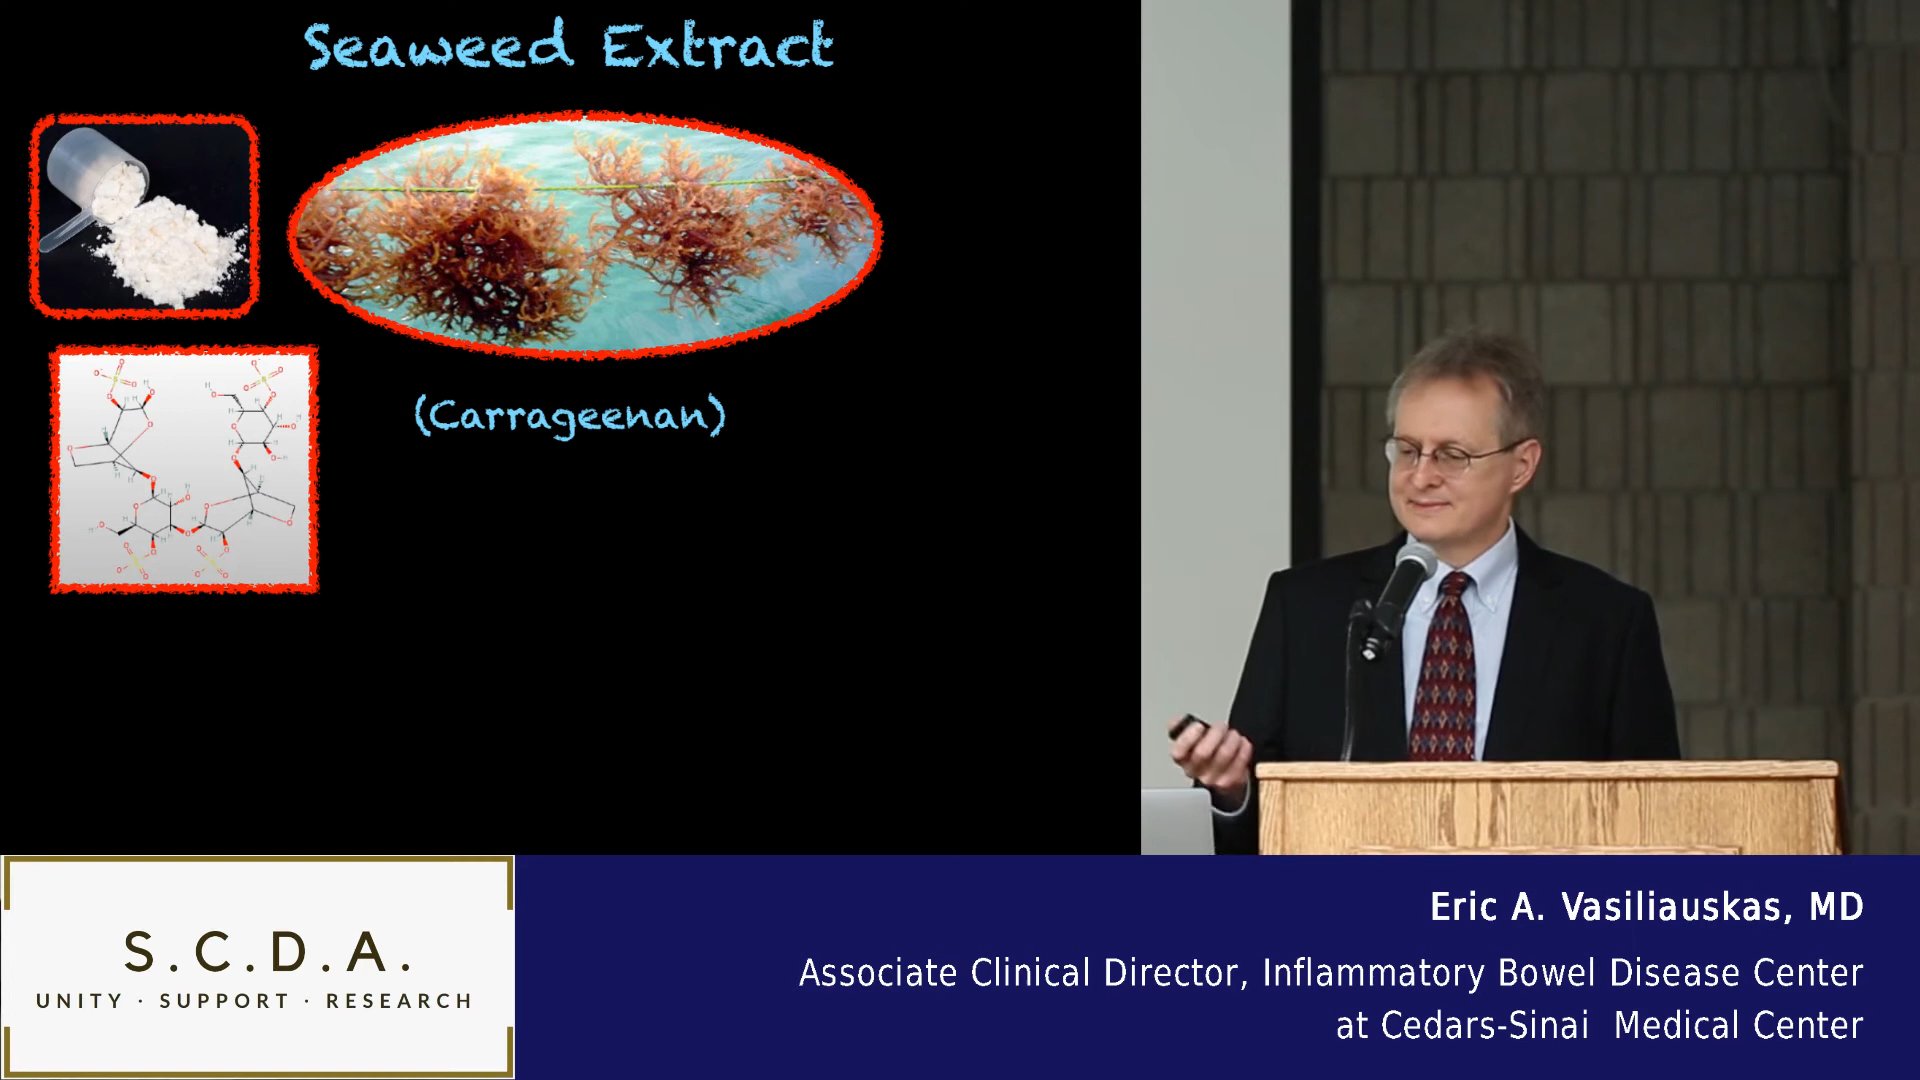 Seaweed Extract
(Carrageenan)
S.C.D.A.
UNITY · SUPPORT · RESEARCH
Eric A. Vasiliauskas, MD
Associate Clinical Director, Inflammatory Bowel Disease Center
at Cedars-Sinai Medical Center